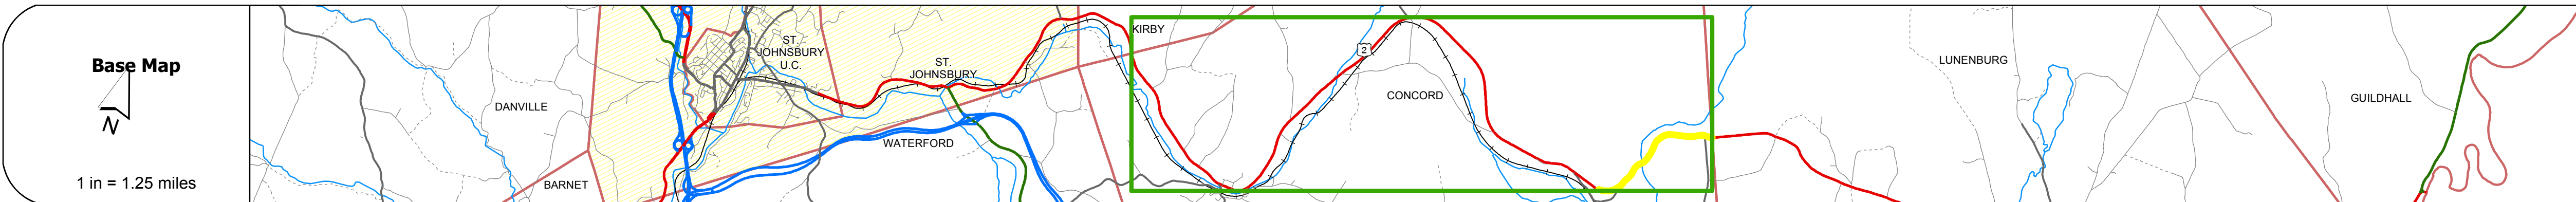 Base Map
N
1 in = 1.25 miles
DANVILLE
BARNET
ST.
JOHNSBURY
U.C.
ST.
JOHNSBURY
WATERFORD
KIRBY
2
CONCORD
LUNENBURG
GUILDHALL